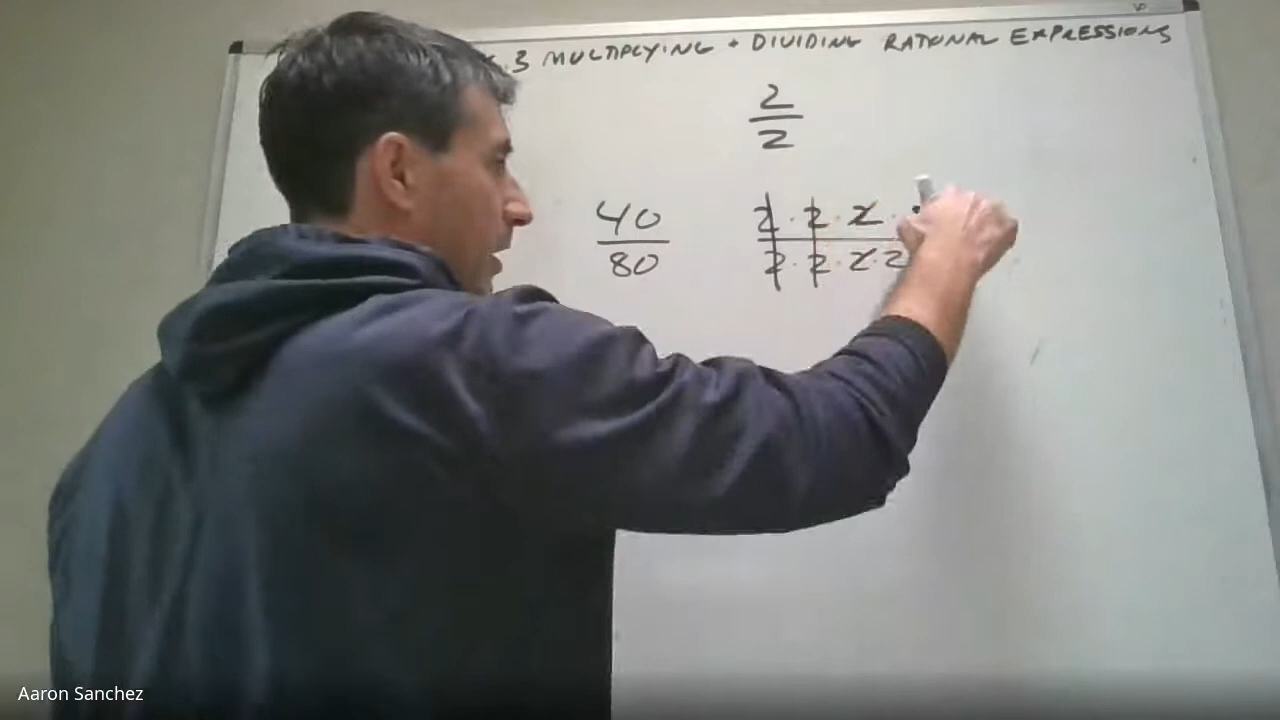 .3 MULTIPLYING + DIVIDING RATIONAL EXPRESSIONS
2
2
40
80
2 · 2 · 2 ·
2 · 2 · 2 · 2
Aaron Sanchez